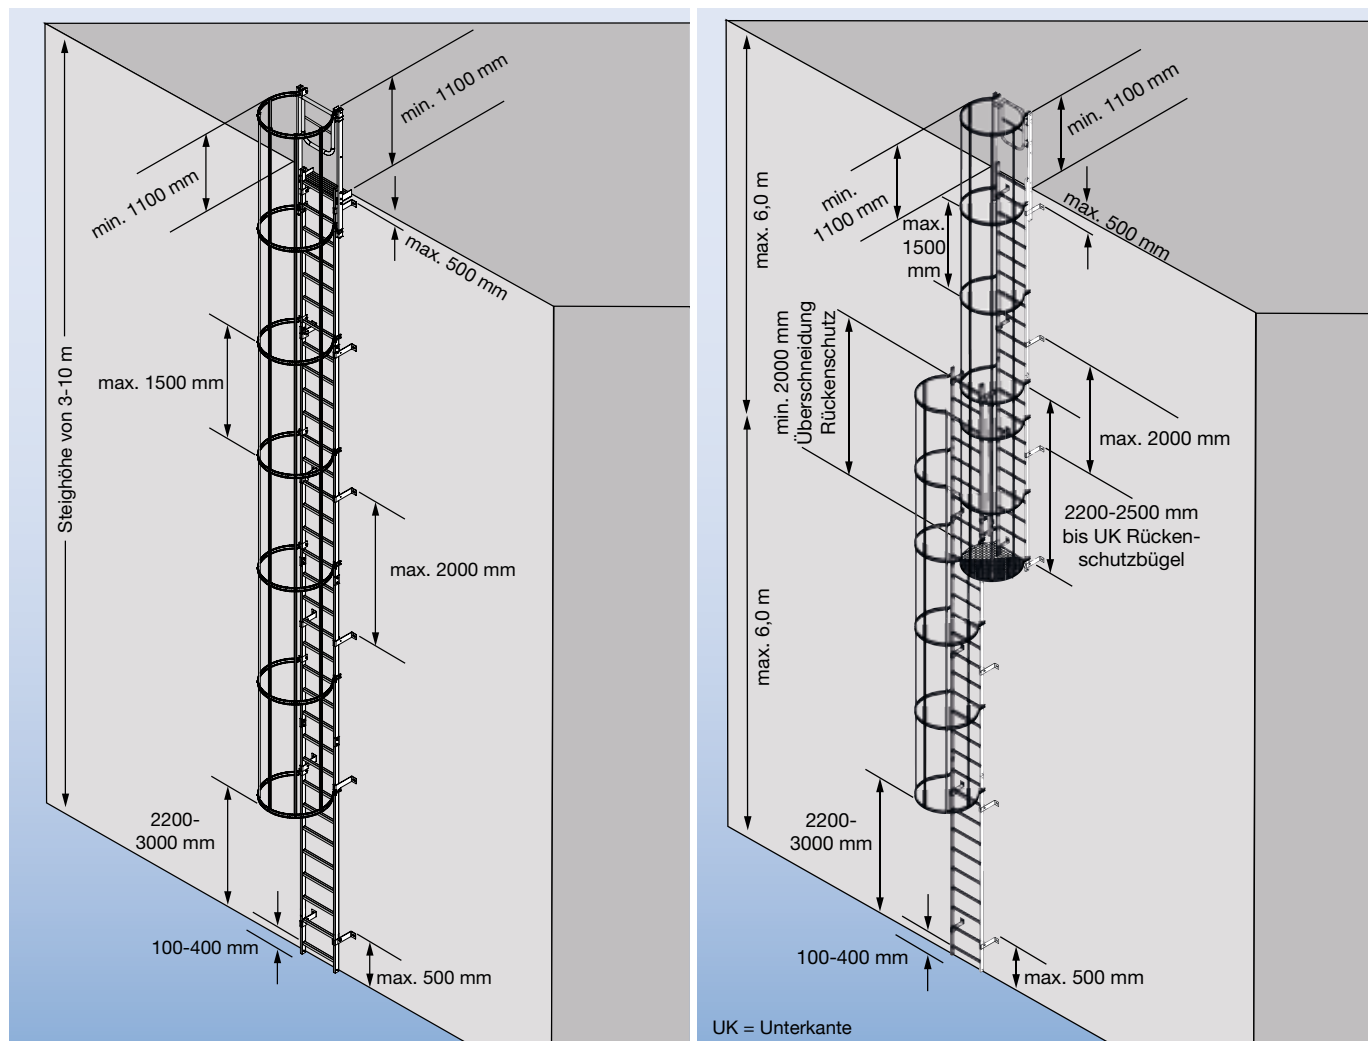 min. 1100 mm
min. 1100 mm
max. 500 mm
Steighöhe von 3-10 m
max. 1500 mm
max. 2000 mm
2200-
3000 mm
100-400 mm
max. 500 mm
min. 1100 mm
max. 6,0 m
min.
1100 mm
max. 500 mm
max.
1500
mm
min. 2000 mm
Überschneidung
Rückenschutz
max. 2000 mm
2200-2500 mm
bis UK Rücken-
schutzbügel
max. 6,0 m
2200-
3000 mm
100-400 mm
max. 500 mm
UK = Unterkante